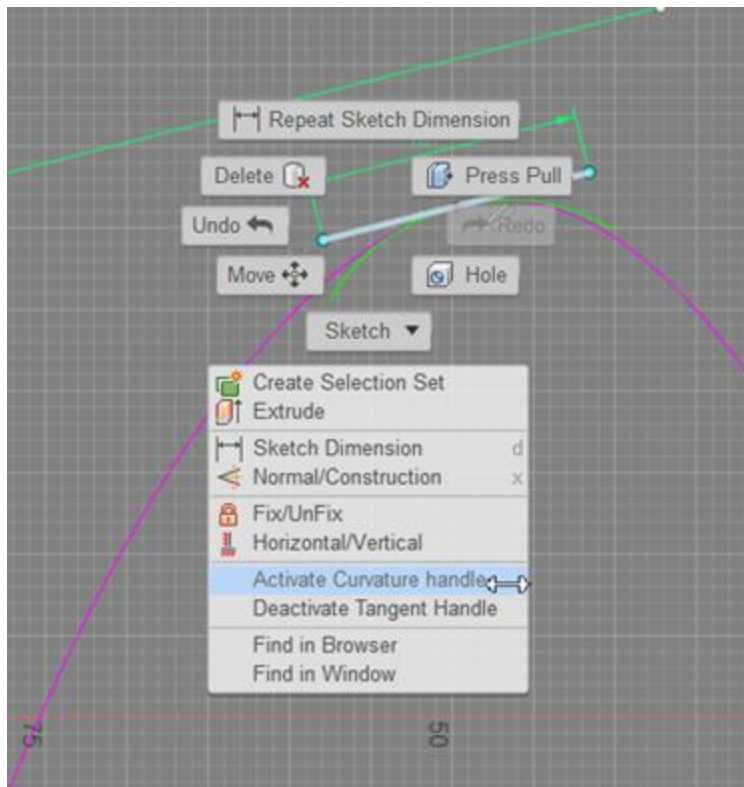 Repeat Sketch Dimension
Delete
Press Pull
Undo
Redo
Move
Hole
Sketch
Create Selection Set
Extrude
Sketch Dimension d
Normal/Construction x
Fix/UnFix
Horizontal/Vertical
Activate Curvature handle
Deactivate Tangent Handle
Find in Browser
Find in Window
75
50